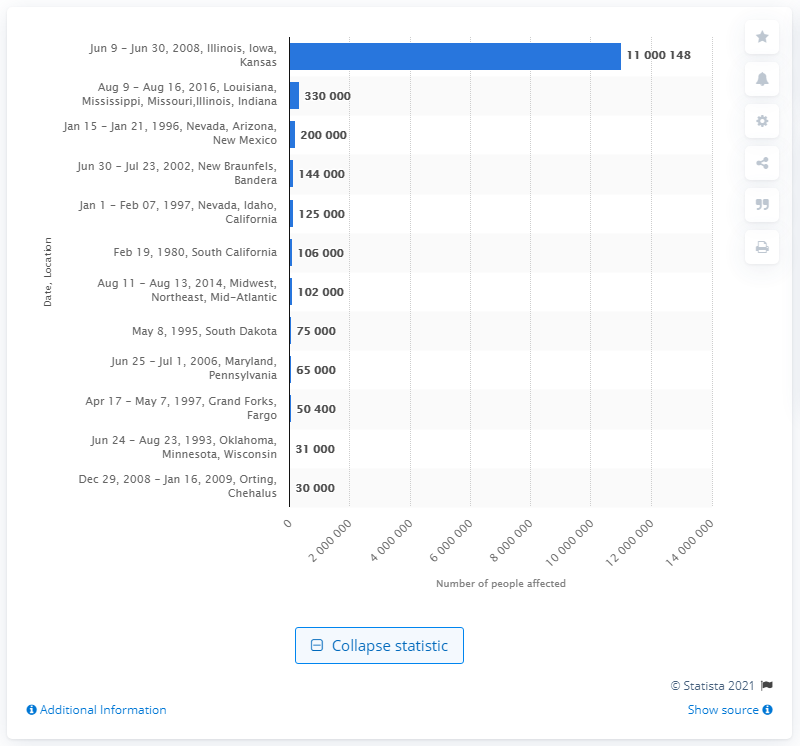 Jun 9 – Jun 30, 2008, Illinois, Iowa,
Kansas
11 000 148
Aug 9 – Aug 16, 2016, Louisiana,
Mississippi, Missouri,Illinois, Indiana
330 000
Jan 15 – Jan 21, 1996, Nevada, Arizona,
New Mexico
200 000
Jun 30 – Jul 23, 2002, New Braunfels,
Bandera
144 000
Jan 1 – Feb 07, 1997, Nevada, Idaho,
California
125 000
Feb 19, 1980, South California
106 000
Aug 11 – Aug 13, 2014, Midwest,
Northeast, Mid-Atlantic
102 000
May 8, 1995, South Dakota
75 000
Jun 25 – Jul 1, 2006, Maryland,
Pennsylvania
65 000
Apr 17 – May 7, 1997, Grand Forks,
Fargo
50 400
Jun 24 – Aug 23, 1993, Oklahoma,
Minnesota, Wisconsin
31 000
Dec 29, 2008 – Jan 16, 2009, Orting,
Chehalus
30 000
Date, Location
0
2 000 000
4 000 000
6 000 000
8 000 000
10 000 000
12 000 000
14 000 000
Number of people affected
Collapse statistic
© Statista 2021
Additional Information
Show source